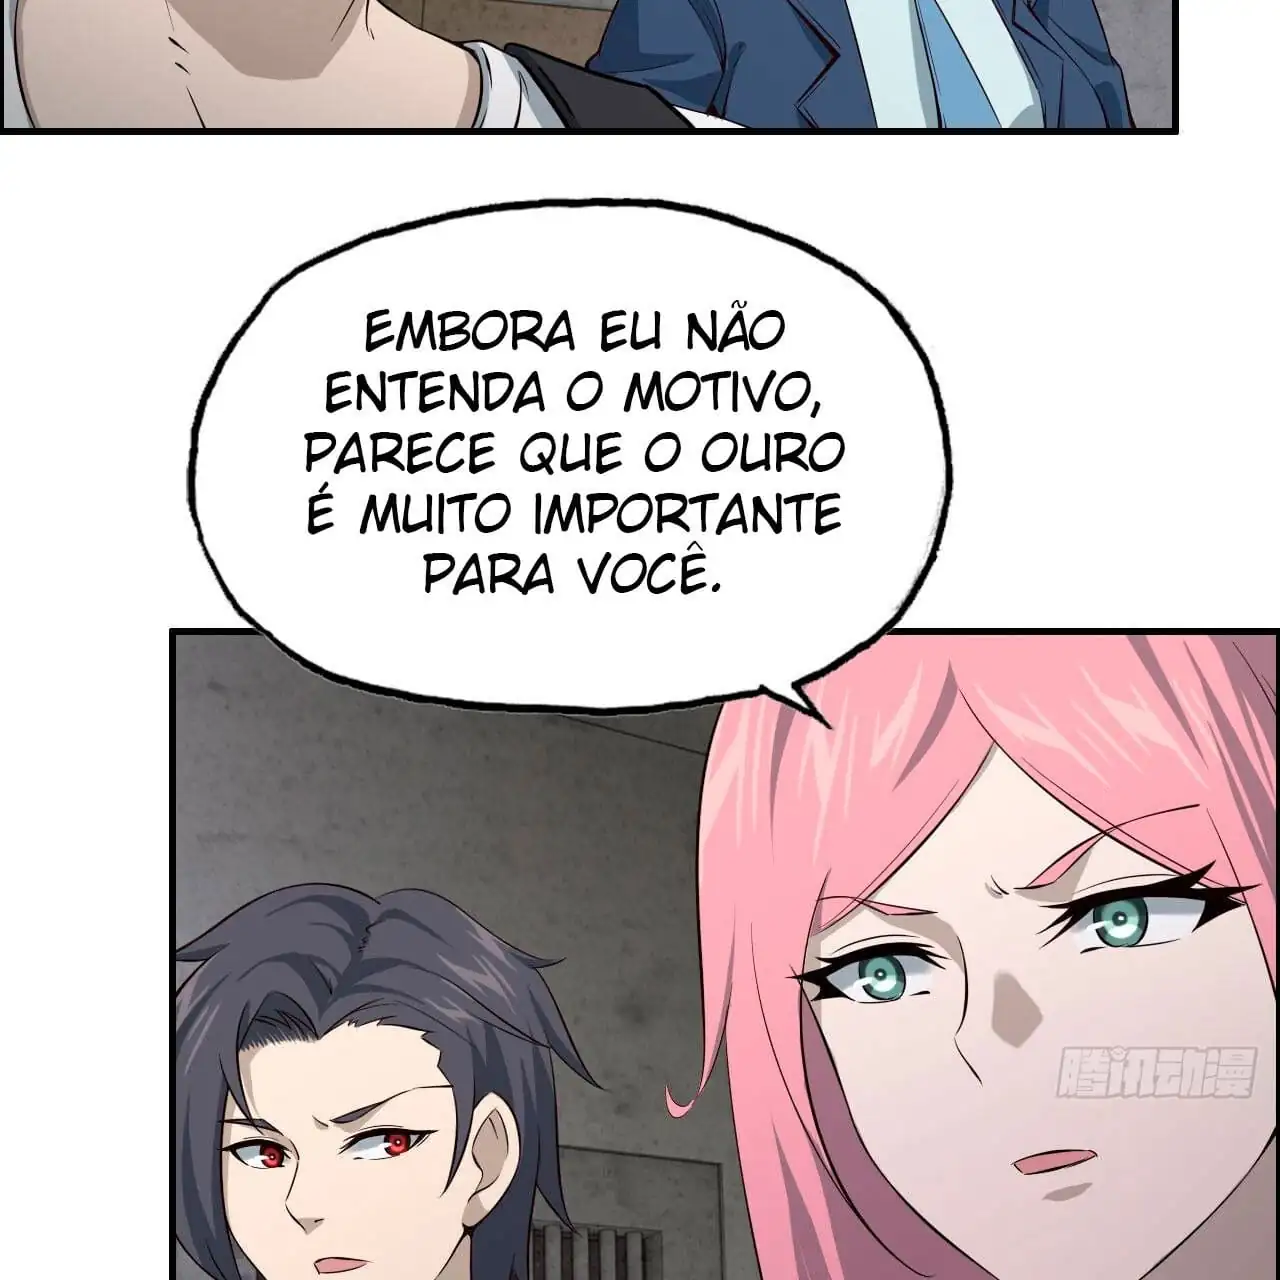 EMBORA EU NÃO
ENTENDA O MOTIVO,
PARECE QUE O OURO
É MUITO IMPORTANTE
PARA VOCÊ.
腾讯动漫